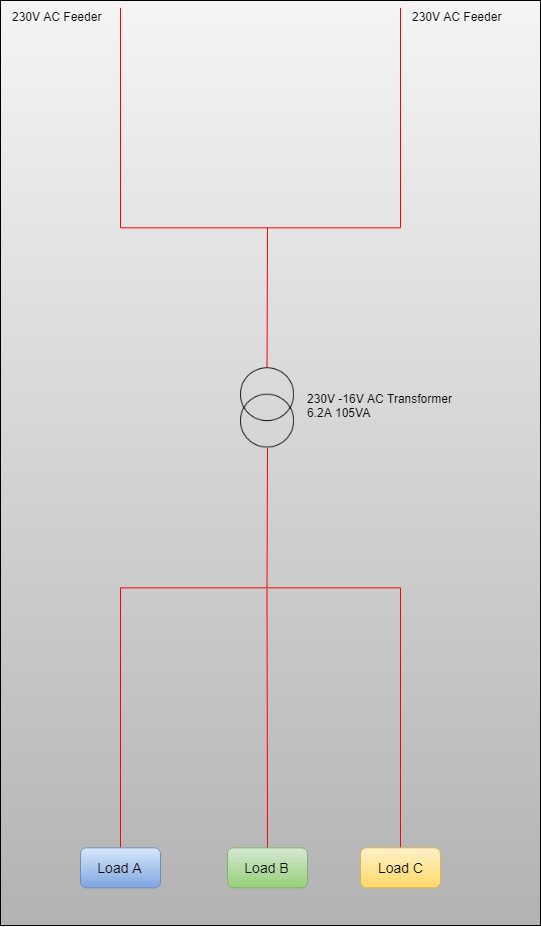 230V AC Feeder
230V AC Feeder
230V -16V AC Transformer
6.2A 105VA
Load A
Load B
Load C